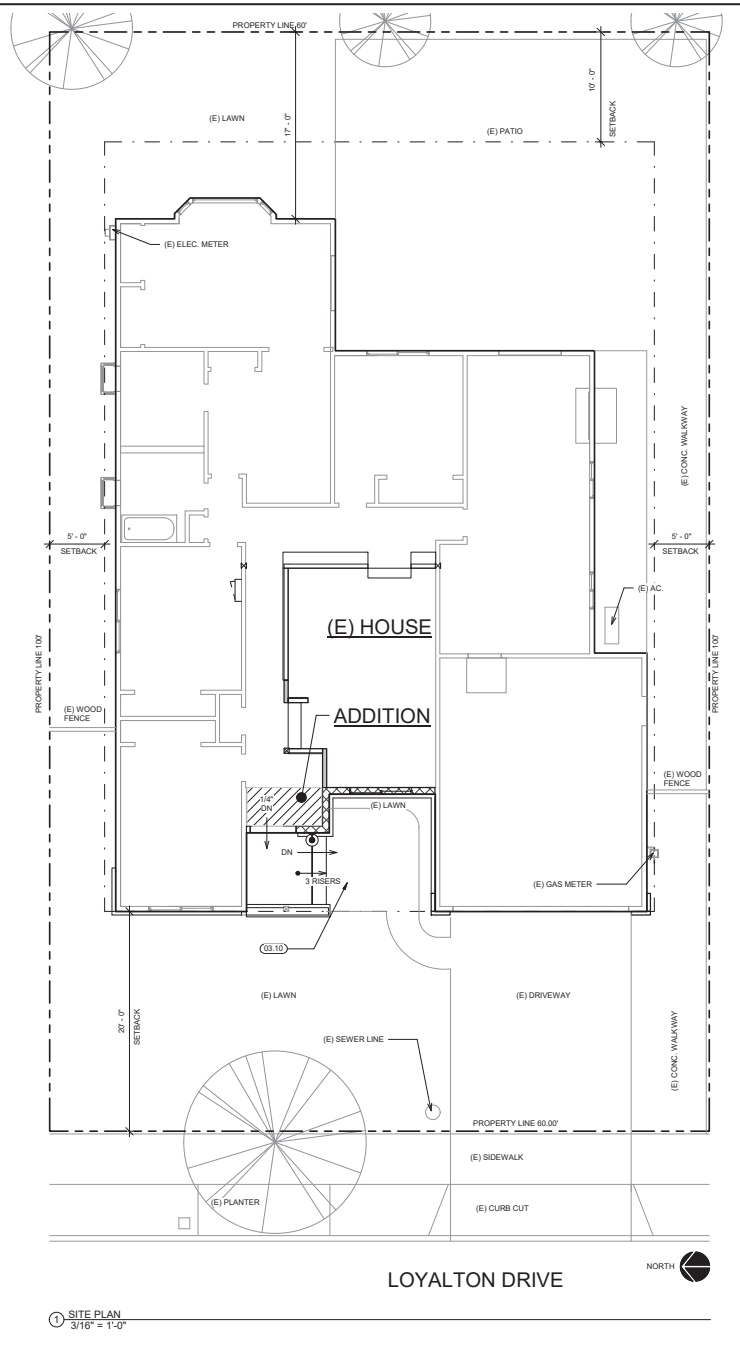 PROPERTY LINE 60'
10' - 0"
SETBACK
(E) LAWN
17' - 0"
(E) PATIO
(E) ELEC. METER
(E) CONC. WALKWAY
5' - 0"
SETBACK
5' - 0"
SETBACK
(E) AC.
(E) HOUSE
PROPERTY LINE 100'
PROPERTY LINE 100'
(E) WOOD
FENCE
ADDITION
(E) WOOD
FENCE
1/4"
DN
(E) LAWN
DN
3 RISERS
(E) GAS METER
03.10
(E) LAWN
(E) DRIVEWAY
20' - 0"
SETBACK
(E) SEWER LINE
(E) CONC. WALKWAY
PROPERTY LINE 60.00'
(E) SIDEWALK
(E) PLANTER
(E) CURB CUT
LOYALTON DRIVE
NORTH
1
SITE PLAN
3/16" = 1'-0"